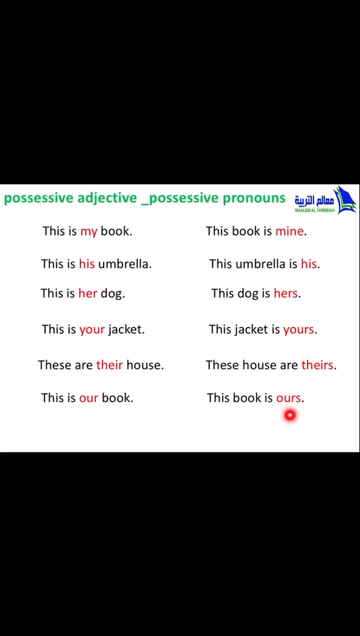 possessive adjective _possessive pronouns
معالم التربية
MAALEM AL TARBIAH
This is my book.
This book is mine.
This is his umbrella.
This umbrella is his.
This is her dog.
This dog is hers.
This is your jacket.
This jacket is yours.
These are their house.
These house are theirs.
This is our book.
This book is ours.